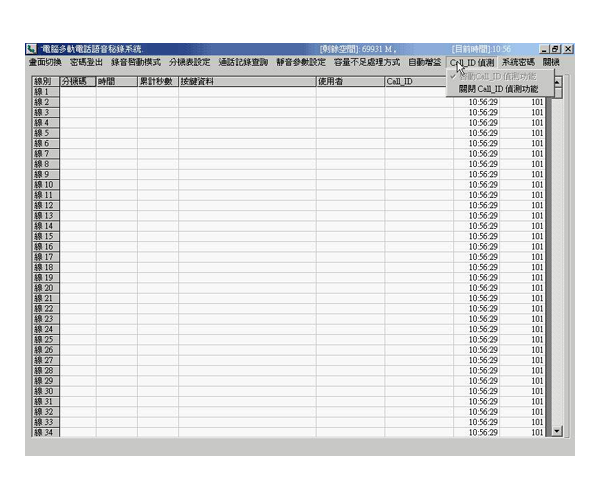 電腦多軌電話語音秘錄系統 [剩餘空間]: 69931 M , [目前時間]:10:56
畫面切換 密碼登出 錄音啟動模式 分機表設定 通話記錄查詢 靜音參數設定 容量不足處理方式 自動增益 Call_ID 偵測 系統密碼 關機
啟動Call_ID 偵測功能
關閉 Call_ID 偵測功能
線別 分機碼 時間 累計秒數 按鍵資料 使用者 Call_ID
線 1
線 2 10:56:29 101
線 3 10:56:29 101
線 4 10:56:29 101
線 5 10:56:29 101
線 6 10:56:29 101
線 7 10:56:29 101
線 8 10:56:29 101
線 9 10:56:29 101
線 10 10:56:29 101
線 11 10:56:29 101
線 12 10:56:29 101
線 13 10:56:29 101
線 14 10:56:29 101
線 15 10:56:29 101
線 16 10:56:29 101
線 17 10:56:29 101
線 18 10:56:29 101
線 19 10:56:29 101
線 20 10:56:29 101
線 21 10:56:29 101
線 22 10:56:29 101
線 23 10:56:29 101
線 24 10:56:29 101
線 25 10:56:29 101
線 26 10:56:29 101
線 27 10:56:29 101
線 28 10:56:29 101
線 29 10:56:29 101
線 30 10:56:29 101
線 31 10:56:29 101
線 32 10:56:29 101
線 33 10:56:29 101
線 34 10:56:29 101